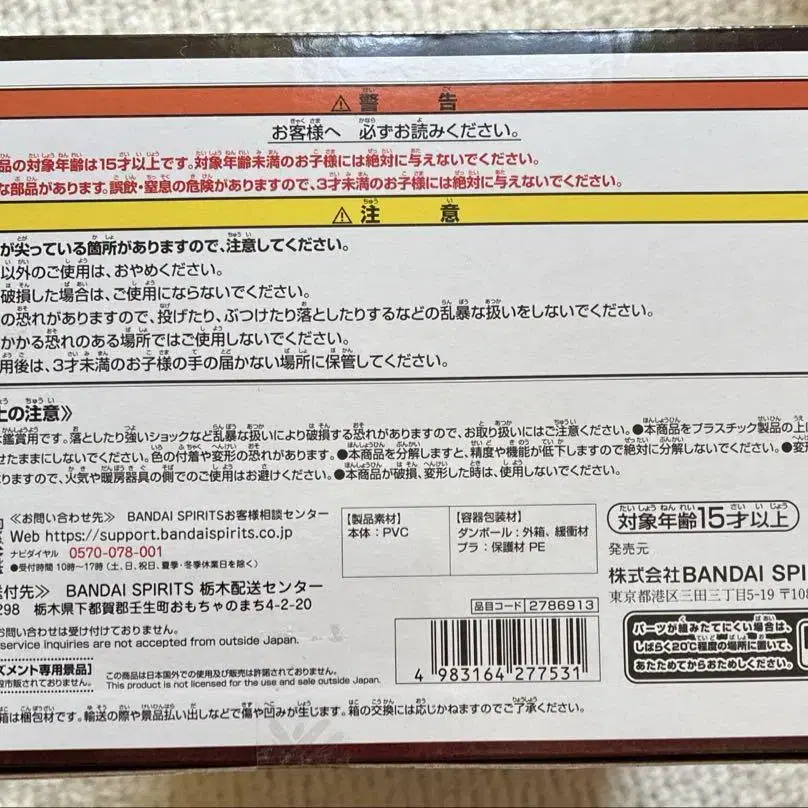 ⚠警 告
お客様へ 必ずお読みください。
品の対象年齢は15才以上です。対象年齢未満のお子様には絶対に与えないでください。
な部品があります。誤飲・窒息の危険がありますので、3才未満のお子様には絶対に与えないでください。
⚠注 意
が尖っている箇所がありますので、注意してください。
以外のご使用は、おやめください。
破損した場合は、ご使用にならないでください。
の恐れがありますので、投げたり、ぶつけたり落としたりするなどの乱暴な扱いをしないでください。
かかる恐れのある場所ではご使用しないでください。
用後は、3才未満のお子様の手の届かない場所に保管してください。
上の注意》
鑑賞用です。落としたり強いショックなど乱暴な扱いにより破損する恐れがありますので、お取り扱いにはご注意ください。●本商品をプラスチック製品の上に
せたままにしないでください。色の付着や変形の恐れがあります。●本商品を分解しますと、精度や機能が低下しますので絶対に分解しないでください。●変形
ありますので、火気や暖房器具の側でのご使用はお避けください。●本商品が破損、変形した時は、使用しないでください。
≪お問い合わせ先≫ BANDAI SPIRITSお客様相談センター
Web https://support.bandaispirits.co.jp
ナビダイヤル 0570-078-001
●受付時間 10時〜17時(土、日、祝日、夏季・冬季休業日を除く)
【製品素材】
本体:PVC
【容器包装材】
ダンボール:外箱、緩衝材
プラ:保護材 PE
対象年齢15才以上
発売元
株式会社BANDAI SPI
東京都港区三田三丁目5-19 〒108
送付先≫ BANDAI SPIRITS 栃木配送センター
298 栃木県下都賀郡壬生町おもちゃのまち4-2-20
お問い合わせは受け付けておりません。
service inquiries are not accepted from outside Japan.
品目コード 2786913
4 983164 277531
パーツが組みたてにくい場合は、
しばらく20℃程度の場所に置いて、
あたためてからおためしください。
ズメント専用景品】
般市販されておりません。
この商品は日本国外での使用及び販売は許諾されておりません。
This product is not licensed for the use and sale outside Japan.
箱は梱包材です。輸送の際や景品払い出しなどで傷や凹みが生じます。箱の交換には応じかねますのでご了承ください。